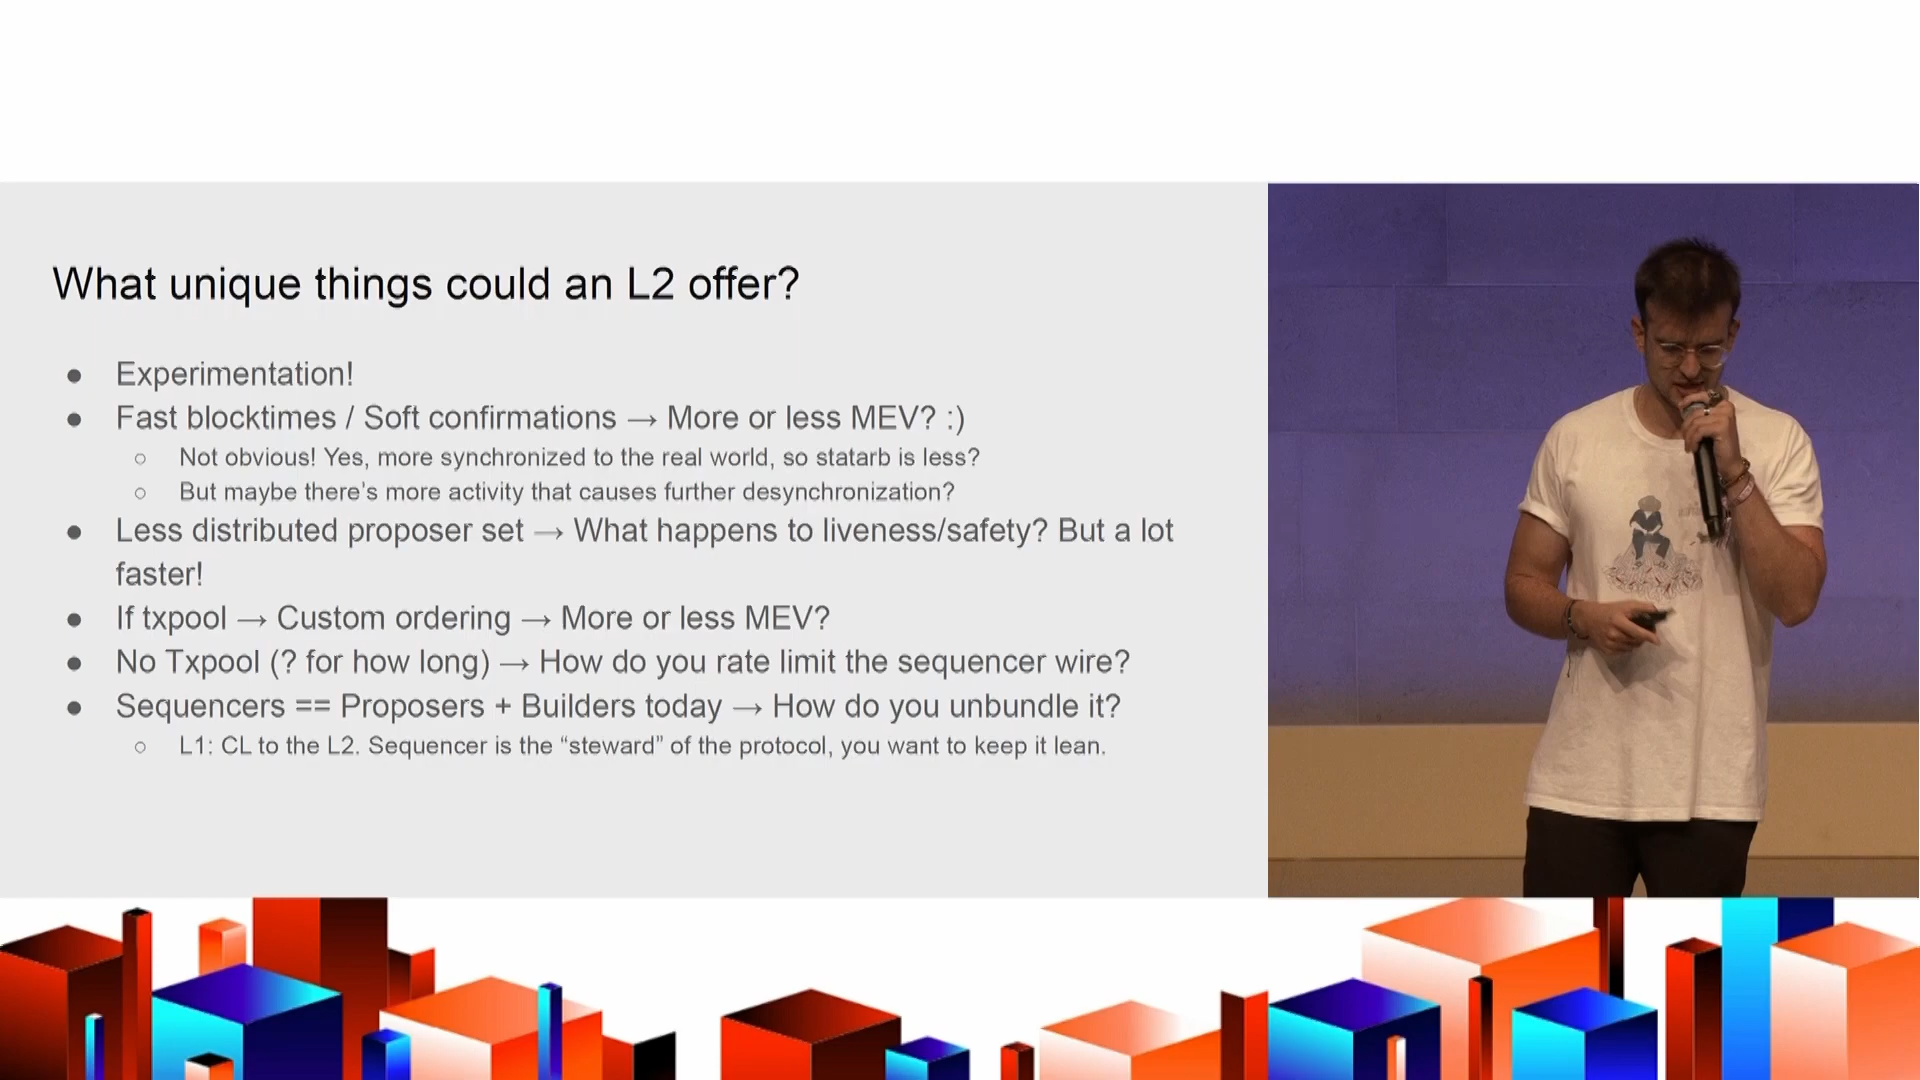 What unique things could an L2 offer?
● Experimentation!
● Fast blocktimes / Soft confirmations → More or less MEV? :)
○ Not obvious! Yes, more synchronized to the real world, so statarb is less?
○ But maybe there's more activity that causes further desynchronization?
● Less distributed proposer set → What happens to liveness/safety? But a lot
faster!
● If txpool → Custom ordering → More or less MEV?
● No Txpool (? for how long) → How do you rate limit the sequencer wire?
● Sequencers == Proposers + Builders today → How do you unbundle it?
○ L1: CL to the L2. Sequencer is the “steward” of the protocol, you want to keep it lean.